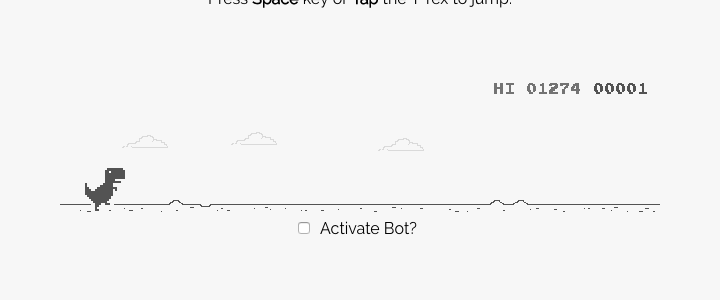 Press Space key or Tap the T-rex to jump.
HI 01274 00001
Activate Bot?